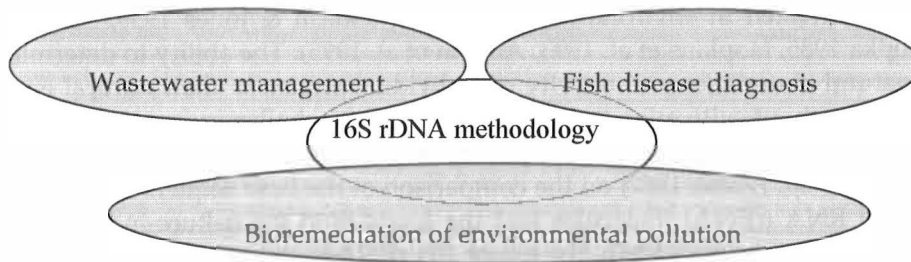 Wastewater management
Fish disease diagnosis
16S rDNA methodology
Bioremediation of environmental pollution